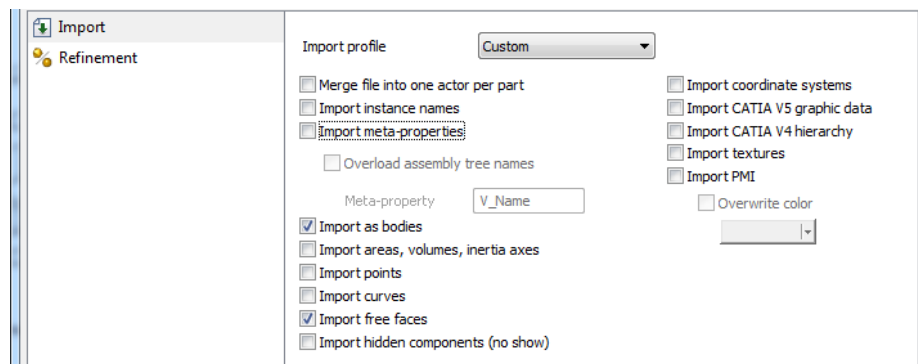 Import
Refinement
Import profile
Custom
Merge file into one actor per part
Import instance names
Import meta-properties
Overload assembly tree names
Meta-property
V_Name
Import as bodies
Import areas, volumes, inertia axes
Import points
Import curves
Import free faces
Import hidden components (no show)
Import coordinate systems
Import CATIA V5 graphic data
Import CATIA V4 hierarchy
Import textures
Import PMI
Overwrite color